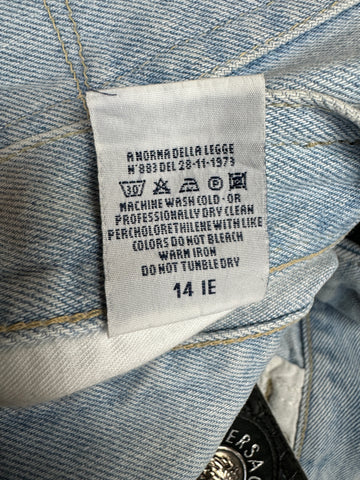 A NORMA DELLA LEGGE
N°883 DEL 28-11-1973
30 P
MACHINE WASH COLD - OR
PROFESSIONALLY DRY CLEAN
PERCHLORETHILENE WITH LIKE
COLORS DO NOT BLEACH
WARM IRON
DO NOT TUMBLE DRY
14 IE
ERSA